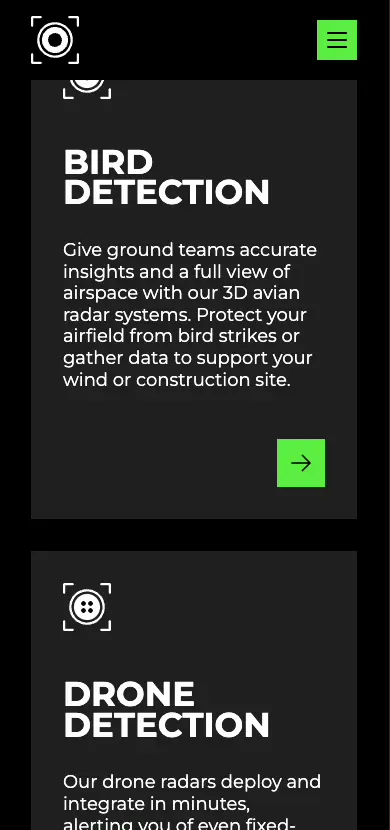 BIRD
DETECTION
Give ground teams accurate
insights and a full view of
airspace with our 3D avian
radar systems. Protect your
airfield from bird strikes or
gather data to support your
wind or construction site.
DRONE
DETECTION
Our drone radars deploy and
integrate in minutes,
alerting you of even fixed-